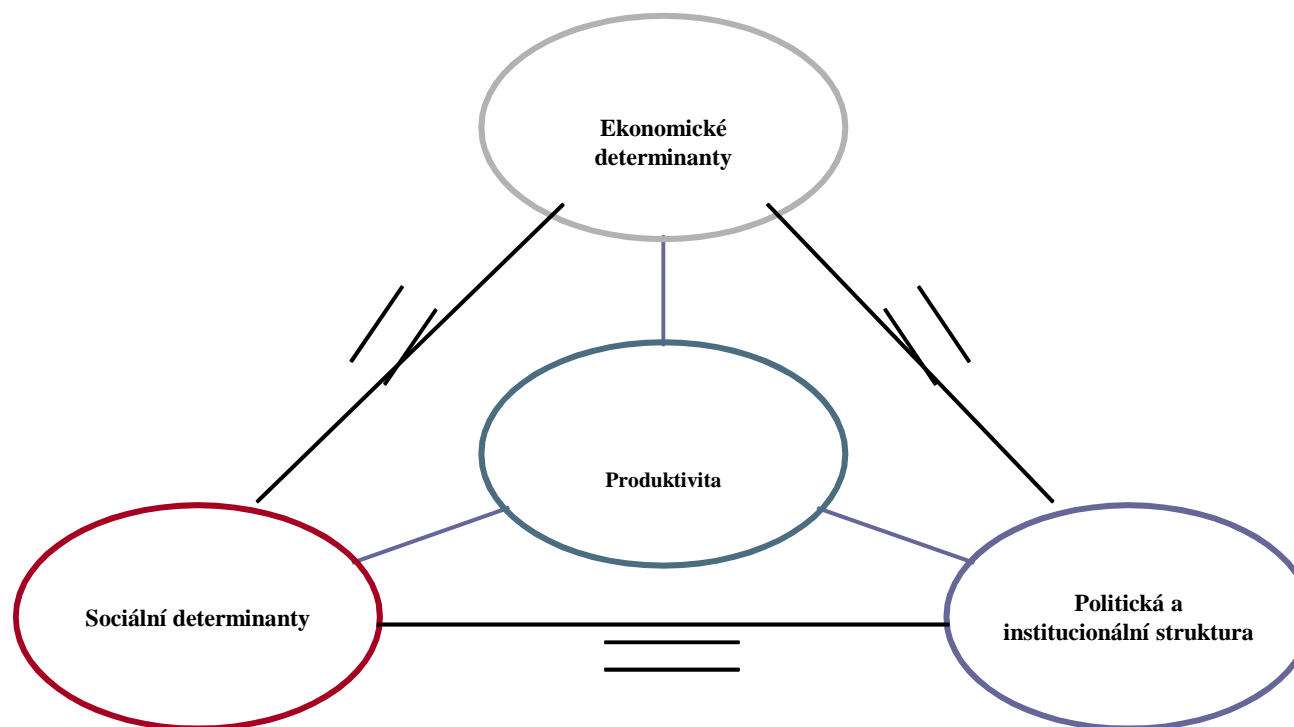 Ekonomické
determinanty
Produktivita
Sociální determinanty
Politická a
institucionální struktura